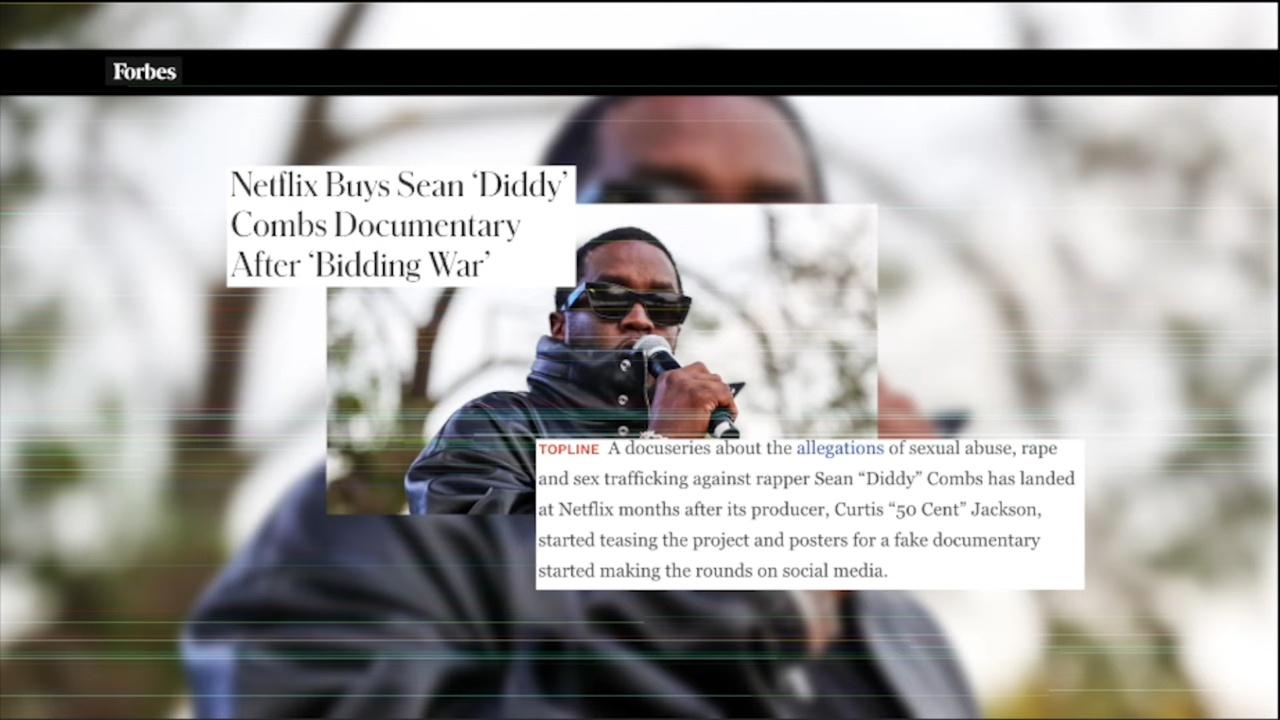 Forbes
Netflix Buys Sean ‘Diddy’
Combs Documentary
After ‘Bidding War’
TOPLINE A docuseries about the allegations of sexual abuse, rape
and sex trafficking against rapper Sean “Diddy” Combs has landed
at Netflix months after its producer, Curtis “50 Cent” Jackson,
started teasing the project and posters for a fake documentary
started making the rounds on social media.